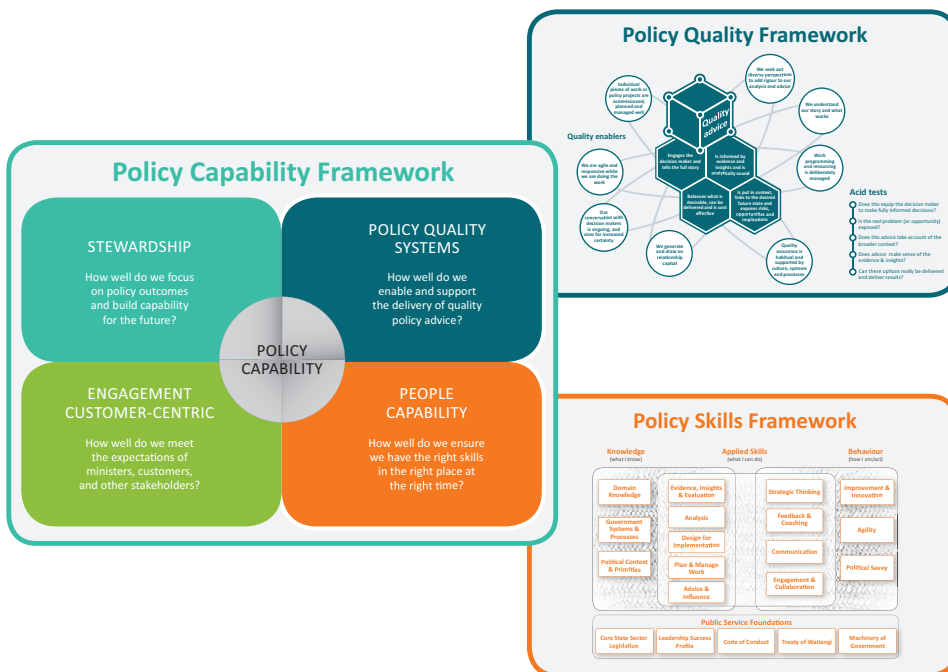 Policy Capability Framework
STEWARDSHIP
How well do we focus
on policy outcomes
and build capability
for the future?
POLICY QUALITY
SYSTEMS
How well do we
enable and support
the delivery of quality
policy advice?
POLICY
CAPABILITY
ENGAGEMENT
CUSTOMER-CENTRIC
How well do we meet
the expectations of
ministers, customers,
and other stakeholders?
PEOPLE
CAPABILITY
How well do we ensure
we have the right skills
in the right place at
the right time?
Policy Quality Framework
Individual
pieces of work or
policy projects are
commissioned,
planned and
managed well
We seek out
diverse perspectives
to add rigour to our
analysis and advice
We understand
our story and what
works
Quality enablers
Quality
advice
Engages the
decision maker and
tells the full story
Is informed by
evidence and
insights and is
analytically sound
Work
programming
and resourcing
is deliberately
managed
We are agile and
responsive while
we are doing the
work
Balances what is
desirable, can be
delivered and is cost
effective
Is put in context,
links to the desired
future state and
exposes risks,
opportunities and
implications
Our
conversation with
decision makers
is ongoing, and
aims for increased
certainty
We generate
and draw on
relationship
capital
Quality
assurance is
habitual and
supported by
culture, systems
and processes
Acid tests
Does this equip the decision maker
to make fully informed decisions?
Is the real problem (or opportunity)
exposed?
Does this advice take account of the
broader context?
Does advice make sense of the
evidence & insights?
Can these options really be delivered
and deliver results?
Policy Skills Framework
Knowledge
(what I know)
Applied Skills
(what I can do)
Behaviour
(how I am/act)
Domain
Knowledge
Government
Systems &
Processes
Political Context
& Priorities
Evidence, Insights
& Evaluation
Analysis
Design for
Implementation
Plan & Manage
Work
Advise &
Influence
Strategic Thinking
Feedback &
Coaching
Communication
Engagement &
Collaboration
Improvement &
Innovation
Agility
Political Savvy
Public Service Foundations
Core State Sector
Legislation
Leadership Success
Profile
Code of Conduct
Treaty of Waitangi
Machinery of
Government